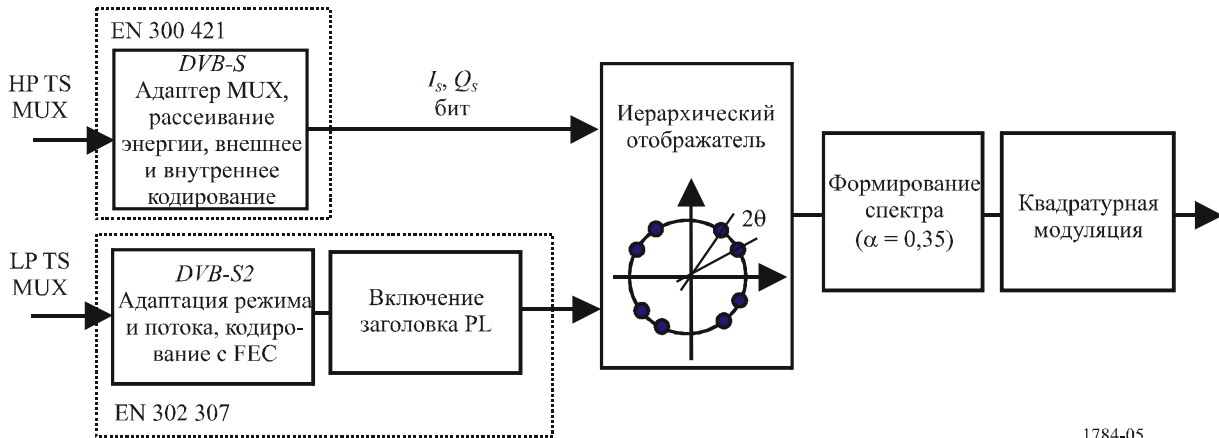 EN 300 421
HP TS
MUX
DVB-S
Адаптер MUX,
рассеивание
энергии, внешнее
и внутреннее
кодирование
I_s, Q_s
бит
LP TS
MUX
DVB-S2
Адаптация режима
и потока, кодиро-
вание с FEC
Включение
заголовка PL
EN 302 307
Иерархический
отображатель
2θ
Формирование
спектра
(α = 0,35)
Квадратурная
модуляция
1784-05